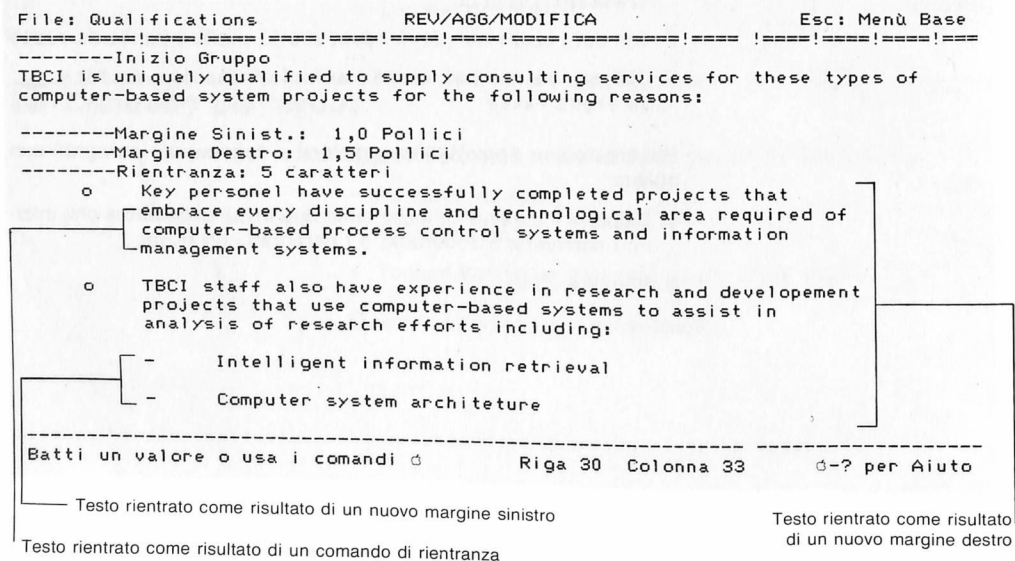 File: Qualifications REV/AGG/MODIFICA Esc: Menù Base
====!====!====!====!====!====!====!====!====!==== !====!====!====!====!====!===
---------Inizio Gruppo
TBCI is uniquely qualified to supply consulting services for these types of
computer-based system projects for the following reasons:
---------Margine Sinist.: 1,0 Pollici
---------Margine Destro: 1,5 Pollici
---------Rientranza: 5 caratteri
o Key personel have successfully completed projects that
embrace every discipline and technological area required of
computer-based process control systems and information
management systems.
o TBCI staff also have experience in research and developement
projects that use computer-based systems to assist in
analysis of research efforts including:
- Intelligent information retrieval
- Computer system architeture
Batti un valore o usa i comandi Riga 30 Colonna 33 -? per Aiuto
Testo rientrato come risultato di un nuovo margine sinistro
Testo rientrato come risultato di un comando di rientranza
Testo rientrato come risultato
di un nuovo margine destro